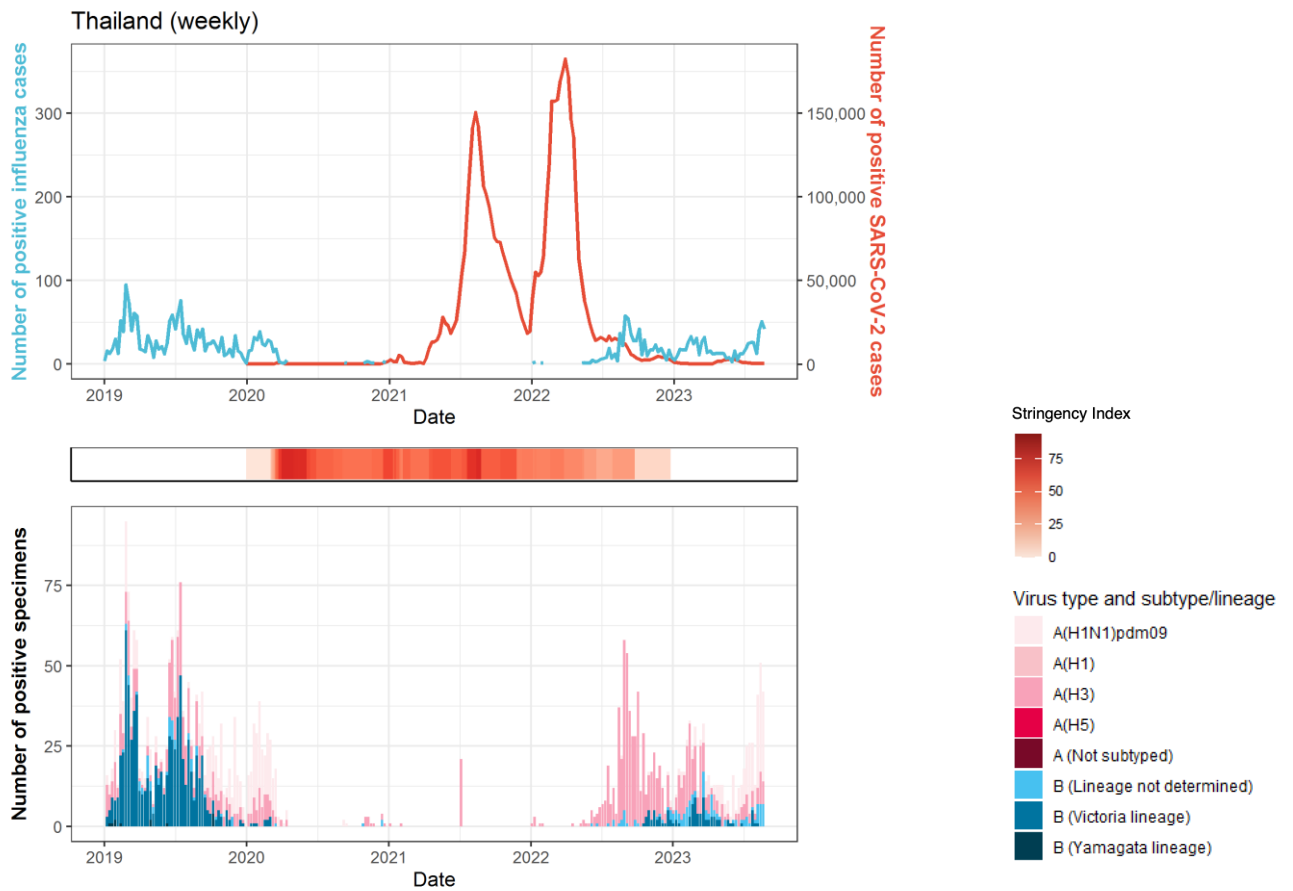 Thailand (weekly)
Number of positive influenza cases
300
200
100
0
150,000
100,000
50,000
0
Number of positive SARS-CoV-2 cases
2019 2020 2021 2022 2023
Date
Stringency Index
75
50
25
0
Number of positive specimens
75
50
25
0
2019 2020 2021 2022 2023
Date
Virus type and subtype/lineage
A(H1N1)pdm09
A(H1)
A(H3)
A(H5)
A (Not subtyped)
B (Lineage not determined)
B (Victoria lineage)
B (Yamagata lineage)